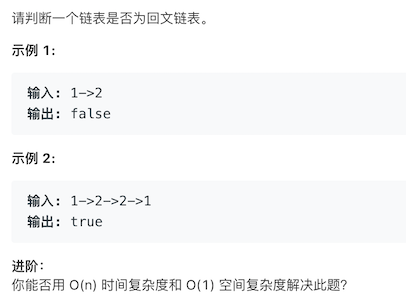 请判断一个链表是否为回文链表。
示例 1:
输入: 1->2
输出: false
示例 2:
输入: 1->2->2->1
输出: true
进阶：
你能否用 O(n) 时间复杂度和 O(1) 空间复杂度解决此题？